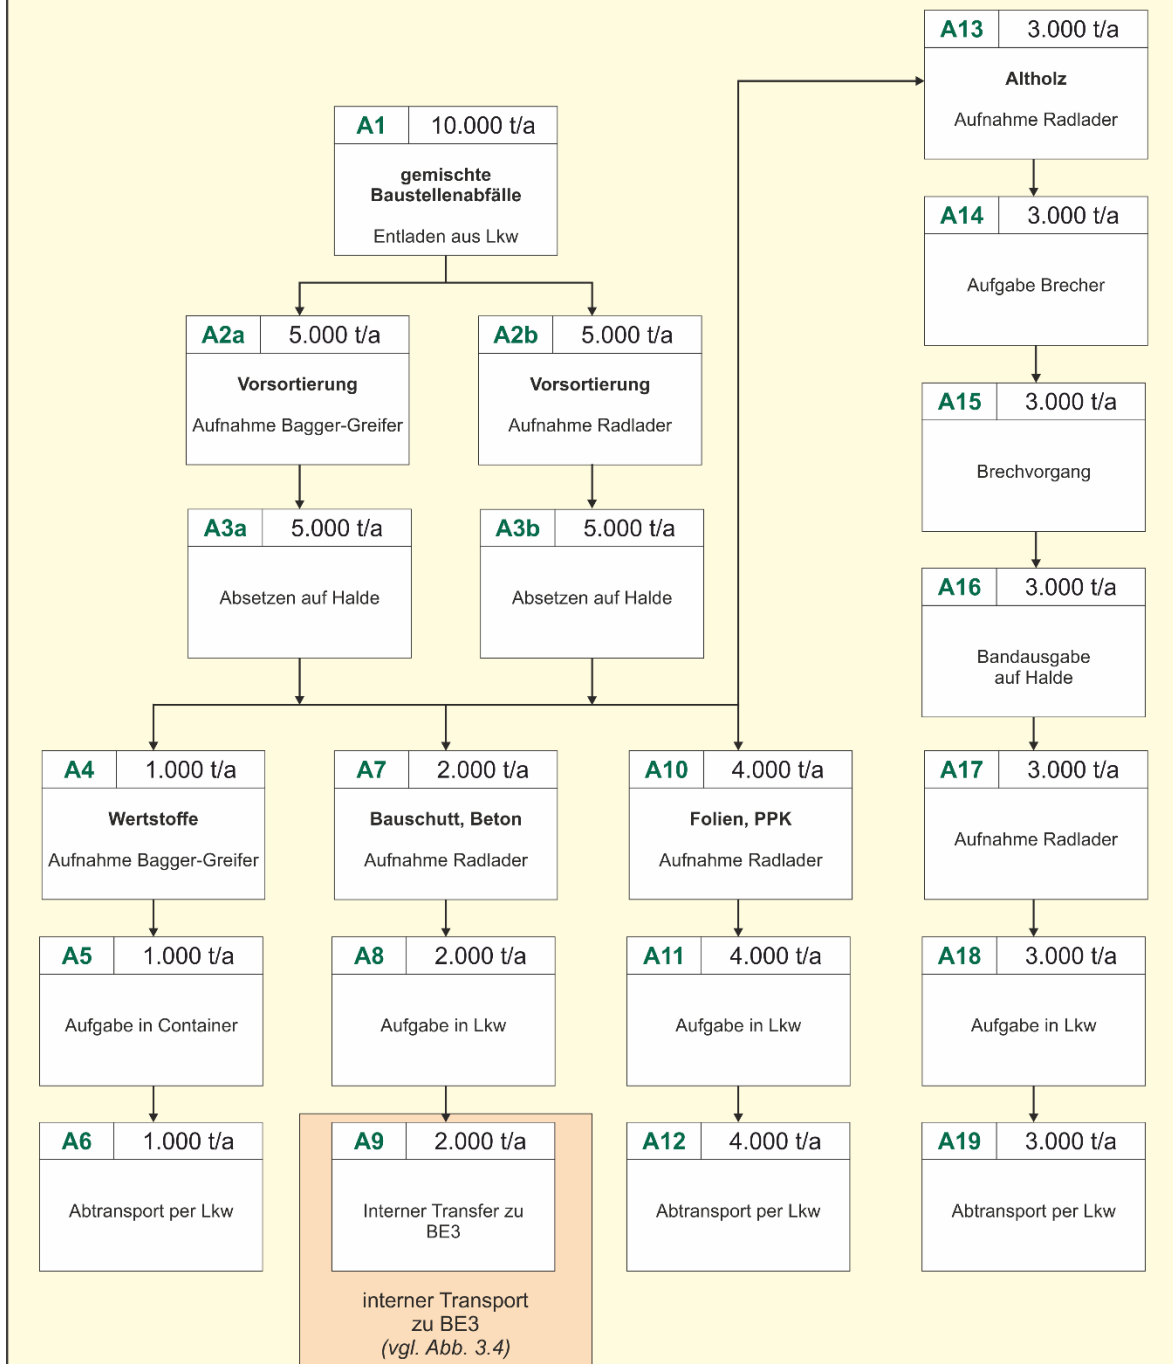 A1 10.000 t/a
gemischte
Baustellenabfälle
Entladen aus Lkw
A2a 5.000 t/a
Vorsortierung
Aufnahme Bagger-Greifer
A2b 5.000 t/a
Vorsortierung
Aufnahme Radlader
A3a 5.000 t/a
Absetzen auf Halde
A3b 5.000 t/a
Absetzen auf Halde
A4 1.000 t/a
Wertstoffe
Aufnahme Bagger-Greifer
A5 1.000 t/a
Aufgabe in Container
A6 1.000 t/a
Abtransport per Lkw
A7 2.000 t/a
Bauschutt, Beton
Aufnahme Radlader
A8 2.000 t/a
Aufgabe in Lkw
A9 2.000 t/a
Interner Transfer zu
BE3
interner Transport
zu BE3
(vgl. Abb. 3.4)
A10 4.000 t/a
Folien, PPK
Aufnahme Radlader
A11 4.000 t/a
Aufgabe in Lkw
A12 4.000 t/a
Abtransport per Lkw
A13 3.000 t/a
Altholz
Aufnahme Radlader
A14 3.000 t/a
Aufgabe Brecher
A15 3.000 t/a
Brechvorgang
A16 3.000 t/a
Bandausgabe
auf Halde
A17 3.000 t/a
Aufnahme Radlader
A18 3.000 t/a
Aufgabe in Lkw
A19 3.000 t/a
Abtransport per Lkw